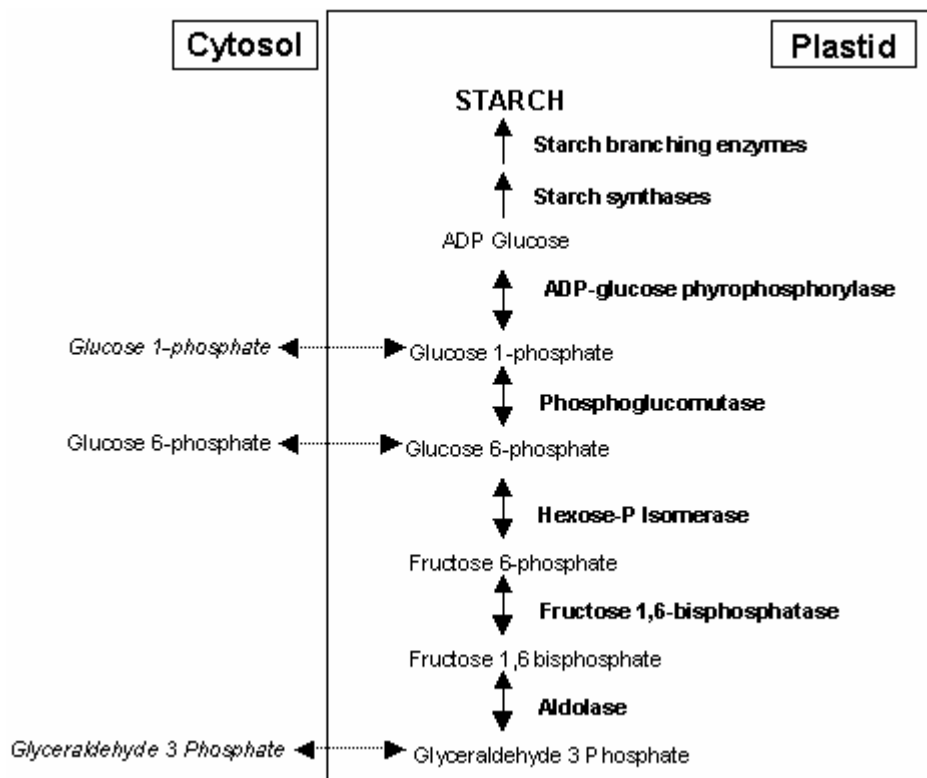 Cytosol
Plastid
STARCH
Starch branching enzymes
Starch synthases
ADP Glucose
ADP-glucose phyrophosphorylase
Glucose 1-phosphate
Glucose 1-phosphate
Phosphoglucomutase
Glucose 6-phosphate
Glucose 6-phosphate
Hexose-P Isomerase
Fructose 6-phosphate
Fructose 1,6-bisphosphatase
Fructose 1,6 bisphosphate
Aldolase
Glyceraldehyde 3 Phosphate
Glyceraldehyde 3 Phosphate